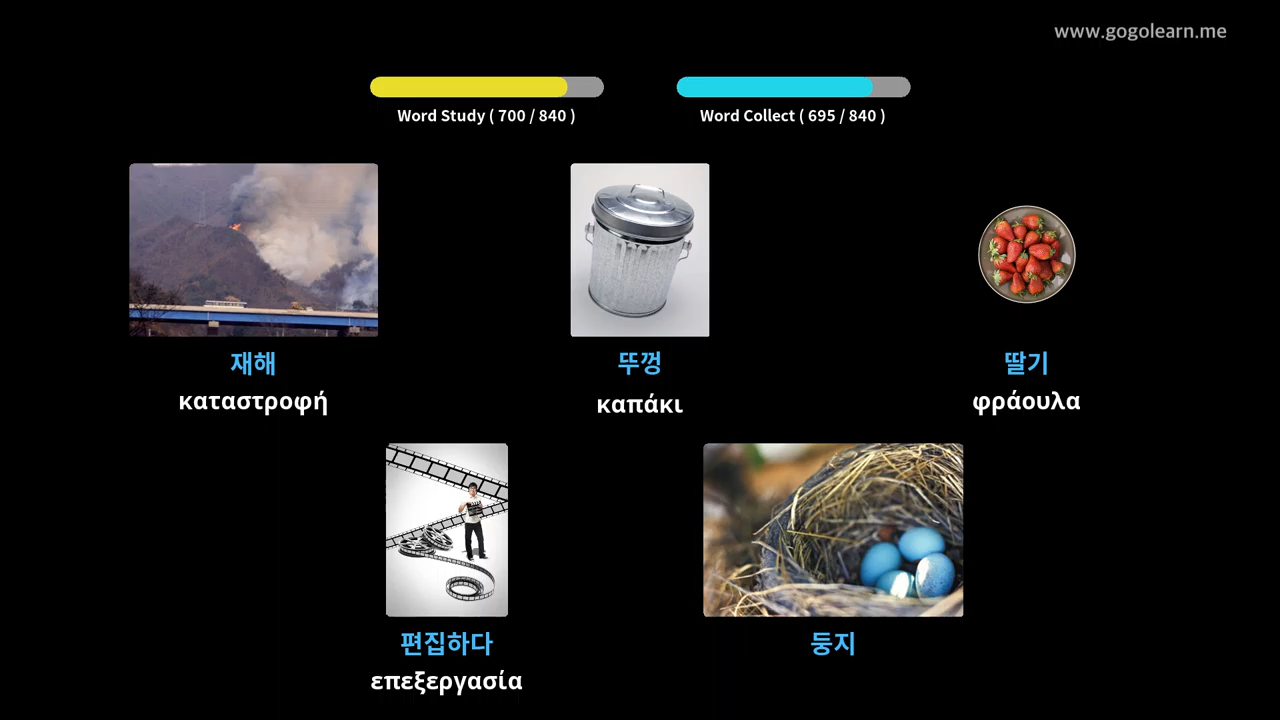 www.gogolearn.me
Word Study ( 700 / 840 )
Word Collect ( 695 / 840 )
재해
뚜껑
딸기
καταστροφή
καπάκι
φράουλα
편집하다
둥지
επεξεργασία